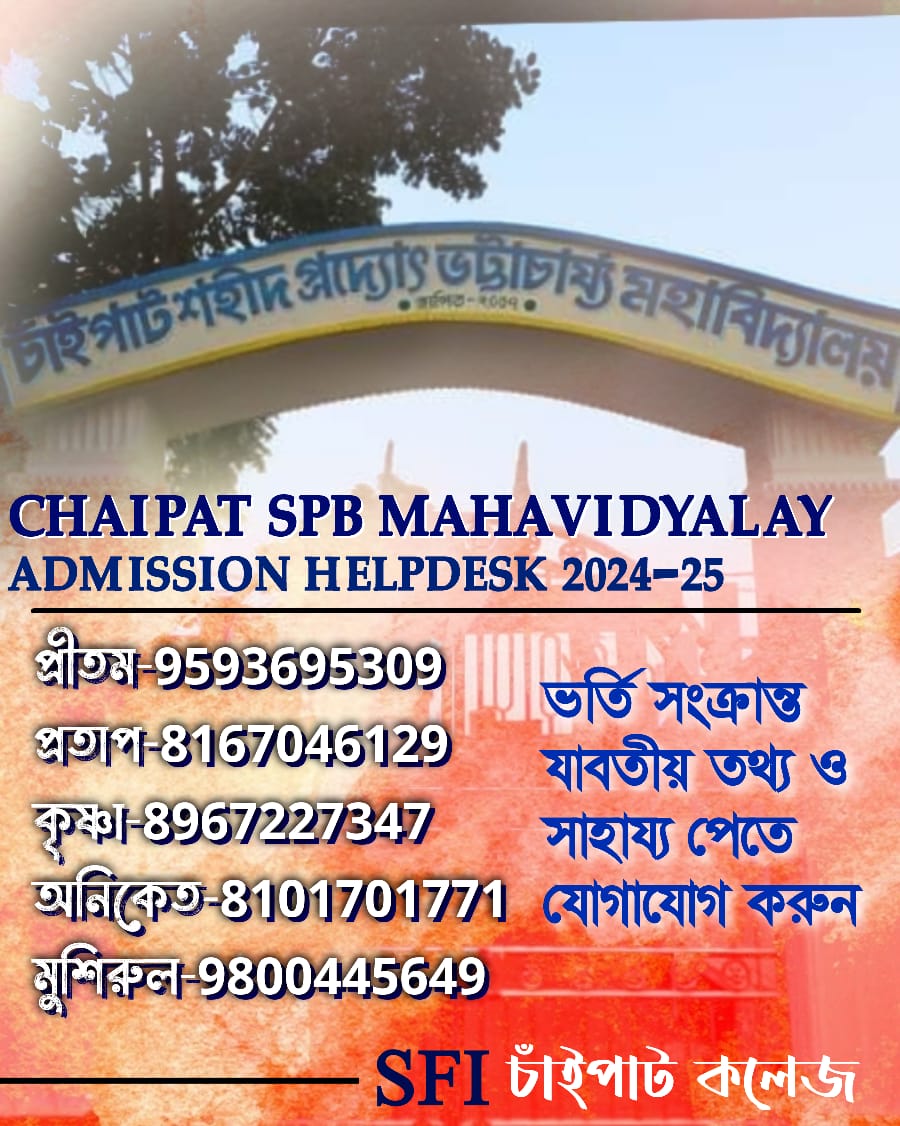 চাঁইপাট শহীদ প্রদ্যোৎ ভট্টাচার্য্য মহাবিদ্যালয়
CHAIPAT SPB MAHAVIDYALAY
ADMISSION HELPDESK 2024-25
প্রীতম-9593695309
প্রতাপ-8167046129
কৃষ্ণা-8967227347
অনিকেত-8101701771
মুশিরুল-9800445649
ভর্তি সংক্রান্ত
যাবতীয় তথ্য ও
সাহায্য পেতে
যোগাযোগ করুন
SFI চাঁইপাট কলেজ